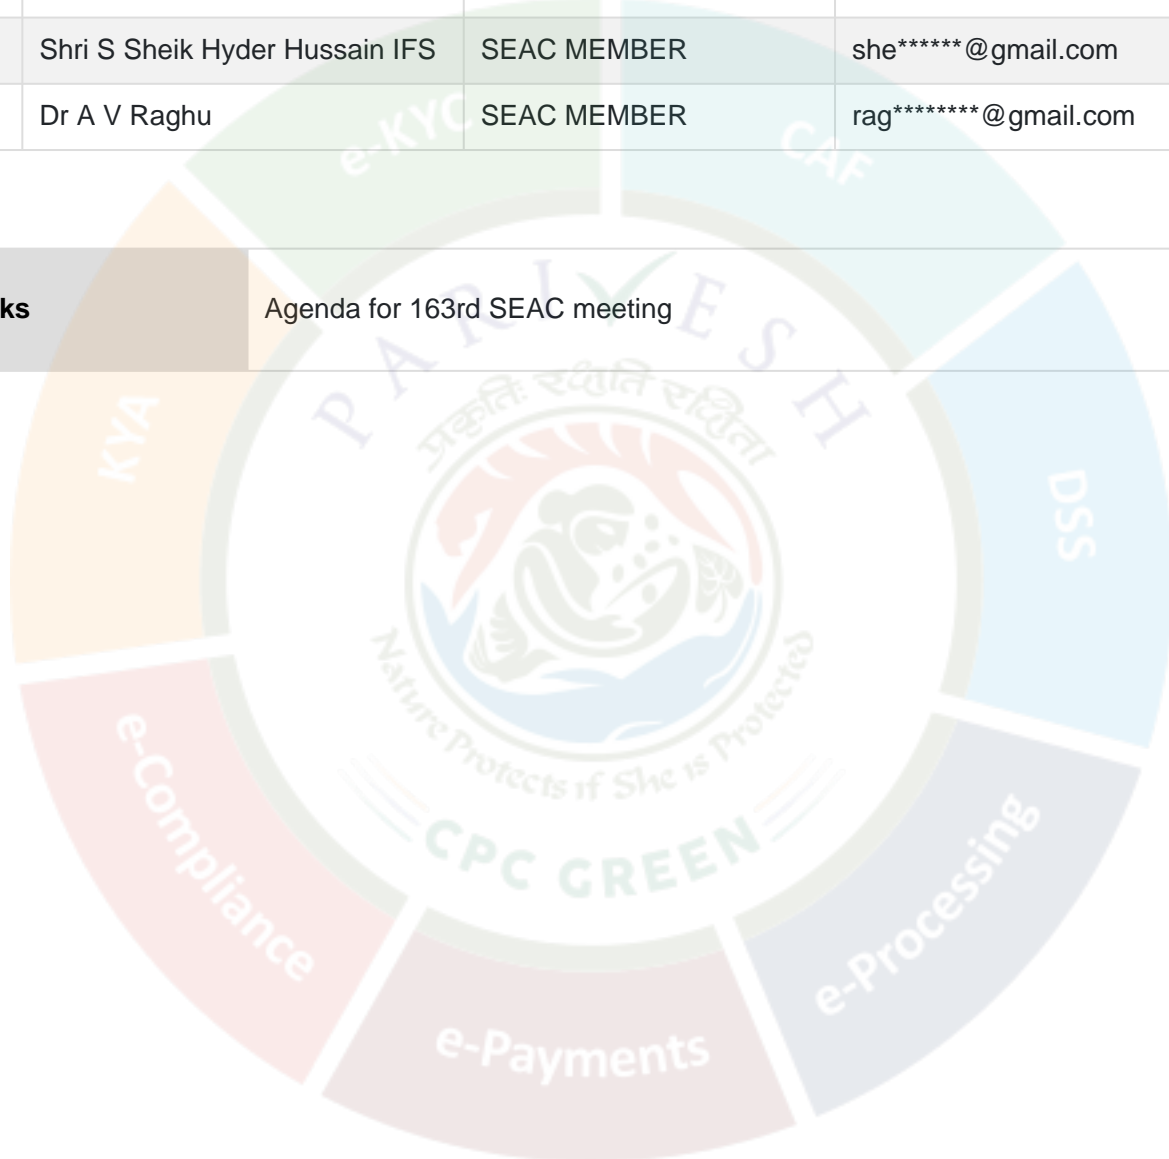 Shri S Sheik Hyder Hussain IFS SEAC MEMBER she******@gmail.com
Dr A V Raghu SEAC MEMBER rag********@gmail.com
ks Agenda for 163rd SEAC meeting
e-KYC
CAF
KYA
DSS
PARIVESH
प्रकृतिः रक्षति रक्षिता
Nature Protects if She is Protected
CPC GREEN
e-Compliance
e-Processing
e-Payments